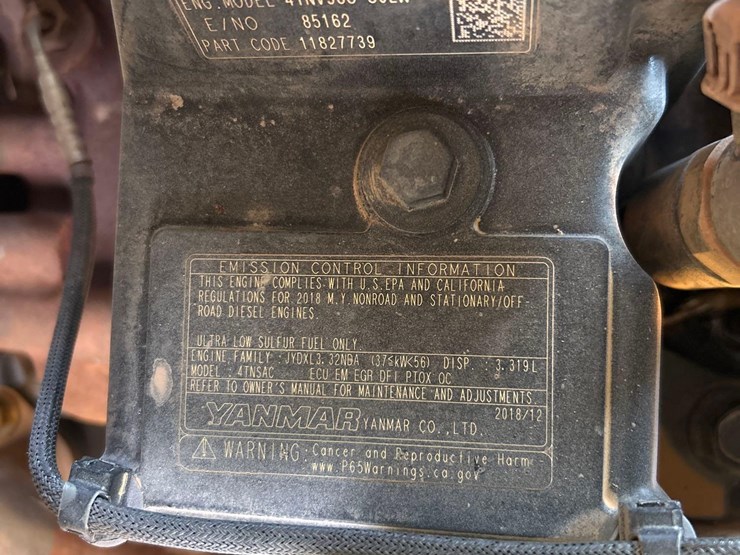 ENG.MODEL
E/NO 85162
PART CODE 11827739
EMISSION CONTROL INFORMATION
THIS ENGINE COMPLIES WITH U.S.EPA AND CALIFORNIA
REGULATIONS FOR 2018 M.Y.NONROAD AND STATIONARY/OFF-
ROAD DIESEL ENGINES.
ULTRA LOW SULFUR FUEL ONLY.
ENGINE FAMILY : JYDXL3.32NBA (37≤kW<56) DISP. : 3.319L
MODEL : 4TNSAC ECU EM EGR DFI PTOX OC
REFER TO OWNER'S MANUAL FOR MAINTENANCE AND ADJUSTMENTS.
2018/12
YANMAR YANMAR CO.,LTD.
WARNING: Cancer and Reproductive Harm
www.P65Warnings.ca.gov